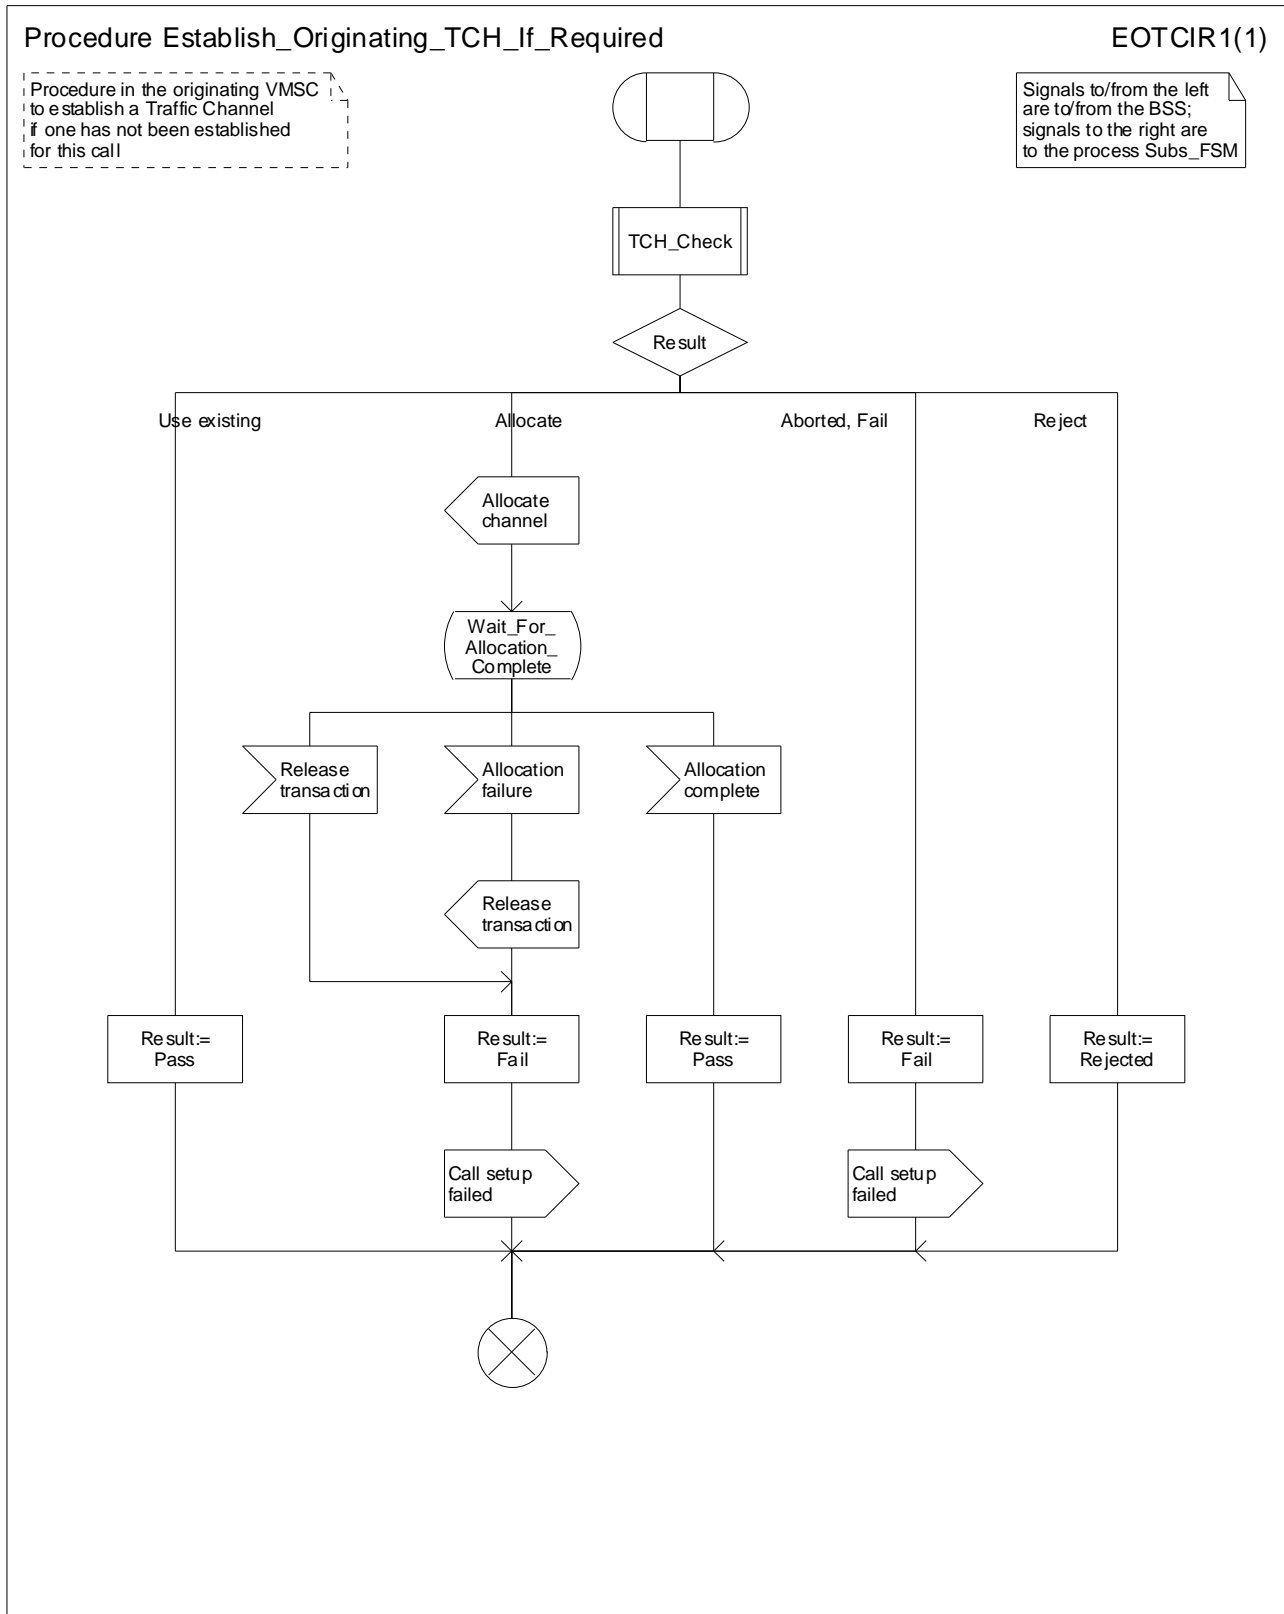 Procedure Establish_Originating_TCH_If_Required
EOTCIR1(1)
Procedure in the originating VMSC
to establish a Traffic Channel
if one has not been established
for this call
Signals to/from the left
are to/from the BSS;
signals to the right are
to the process Subs_FSM
TCH_Check
Result
Use existing
Allocate
Aborted, Fail
Reject
Allocate
channel
Wait_For_
Allocation_
Complete
Release
transaction
Allocation
failure
Allocation
complete
Release
transaction
Result:=
Pass
Result:=
Fail
Result:=
Pass
Result:=
Fail
Result:=
Rejected
Call setup
failed
Call setup
failed